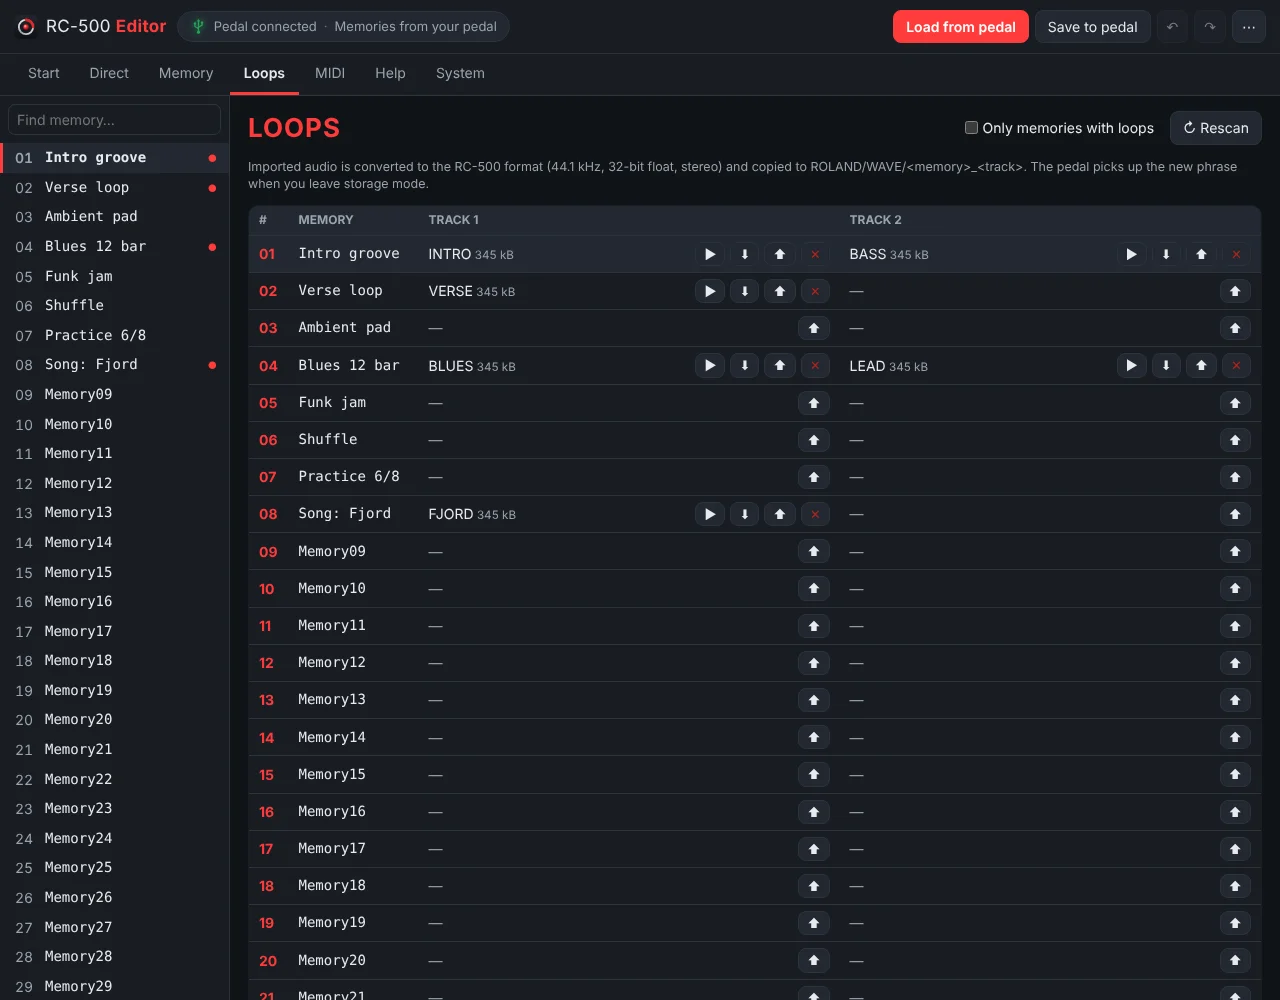 RC-500 Editor
Pedal connected · Memories from your pedal
Load from pedal
Save to pedal
Start
Direct
Memory
Loops
MIDI
Help
System
Find memory...
01 Intro groove
02 Verse loop
03 Ambient pad
04 Blues 12 bar
05 Funk jam
06 Shuffle
07 Practice 6/8
08 Song: Fjord
09 Memory09
10 Memory10
11 Memory11
12 Memory12
13 Memory13
14 Memory14
15 Memory15
16 Memory16
17 Memory17
18 Memory18
19 Memory19
20 Memory20
21 Memory21
22 Memory22
23 Memory23
24 Memory24
25 Memory25
26 Memory26
27 Memory27
28 Memory28
29 Memory29
LOOPS
Only memories with loops
Rescan
Imported audio is converted to the RC-500 format (44.1 kHz, 32-bit float, stereo) and copied to ROLAND/WAVE/<memory>_<track>. The pedal picks up the new phrase
when you leave storage mode.
# MEMORY TRACK 1 TRACK 2
01 Intro groove INTRO 345 kB BASS 345 kB
02 Verse loop VERSE 345 kB —
03 Ambient pad — —
04 Blues 12 bar BLUES 345 kB LEAD 345 kB
05 Funk jam — —
06 Shuffle — —
07 Practice 6/8 — —
08 Song: Fjord FJORD 345 kB —
09 Memory09 — —
10 Memory10 — —
11 Memory11 — —
12 Memory12 — —
13 Memory13 — —
14 Memory14 — —
15 Memory15 — —
16 Memory16 — —
17 Memory17 — —
18 Memory18 — —
19 Memory19 — —
20 Memory20 — —
21 Memory21 — —